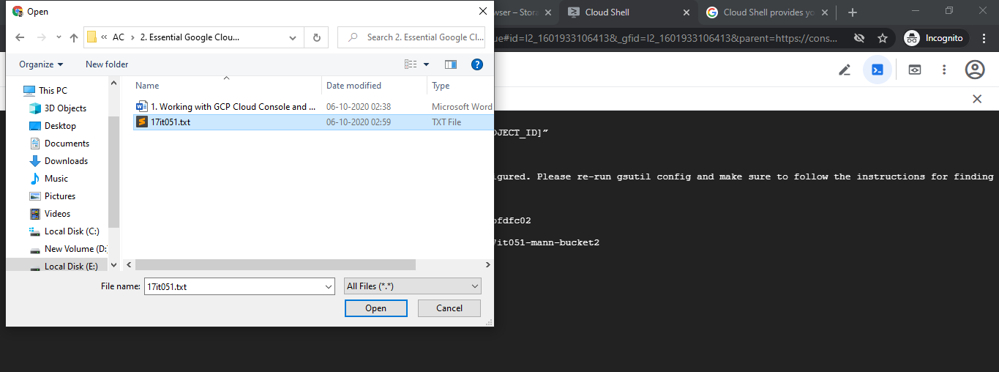 Open
rowser – Stora
Cloud Shell
Cloud Shell provides yo
AC
2. Essential Google Clou...
Search 2. Essential Google Cl...
ue#id=I2_1601933106413&_gfid=I2_1601933106413&parent=https://cons...
Incognito
Organize
New folder
Name
Date modified
Type
This PC
3D Objects
Desktop
Documents
Downloads
Music
Pictures
Videos
Local Disk (C:)
New Volume (D:
Local Disk (E:)
1. Working with GCP Cloud Console and ...
06-10-2020 02:38
Microsoft Word
17it051.txt
06-10-2020 02:59
TXT File
OJECT_ID]”
igured. Please re-run gsutil config and make sure to follow the instructions for finding
bfdfc02
7it051-mann-bucket2
File name:
17it051.txt
All Files (*.*)
Open
Cancel